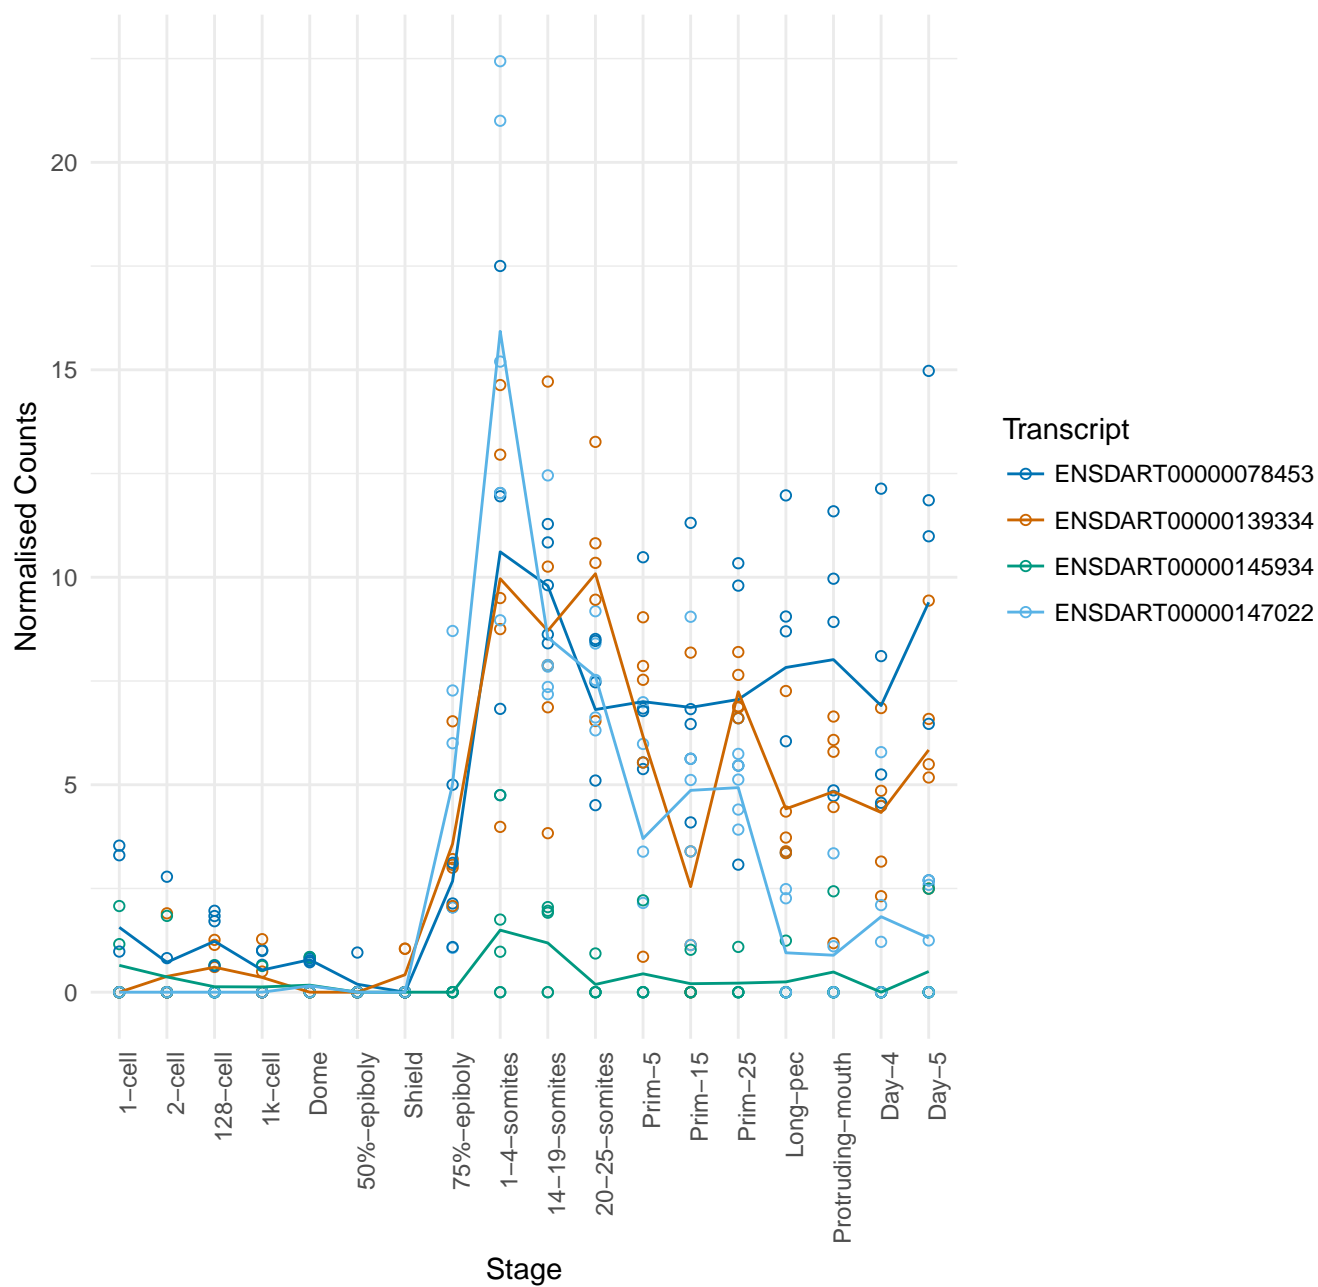 Normalised Counts
20
15
10
5
0
1−cell
2−cell
128−cell
1k−cell
Dome
50%−epiboly
Shield
75%−epiboly
1−4−somites
14−19−somites
20−25−somites
Prim−5
Prim−15
Prim−25
Long−pec
Protruding−mouth
Day−4
Day−5
Stage
Transcript
ENSDART00000078453
ENSDART00000139334
ENSDART00000145934
ENSDART00000147022